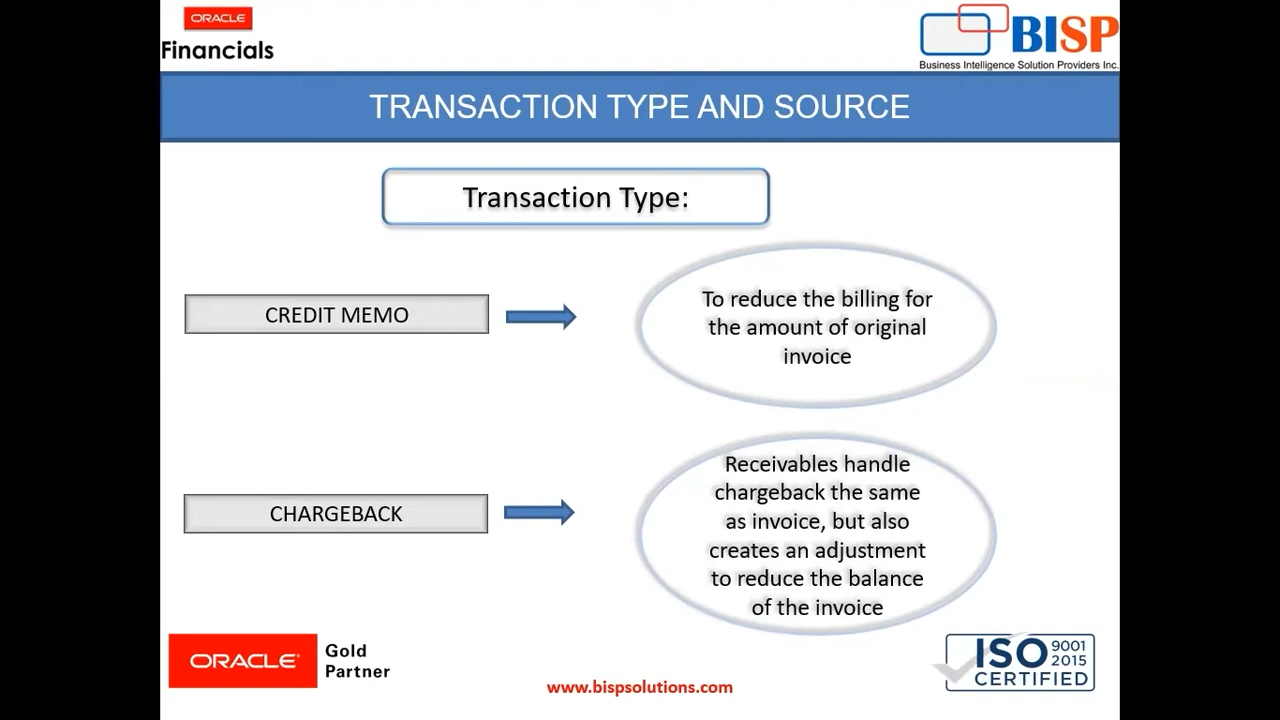 ORACLE
Financials
BISP
Business Intelligence Solution Providers Inc.
TRANSACTION TYPE AND SOURCE
Transaction Type:
CREDIT MEMO
To reduce the billing for
the amount of original
invoice
CHARGEBACK
Receivables handle
chargeback the same
as invoice, but also
creates an adjustment
to reduce the balance
of the invoice
ORACLE®
Gold
Partner
www.bispsolutions.com
ISO 9001
2015
CERTIFIED